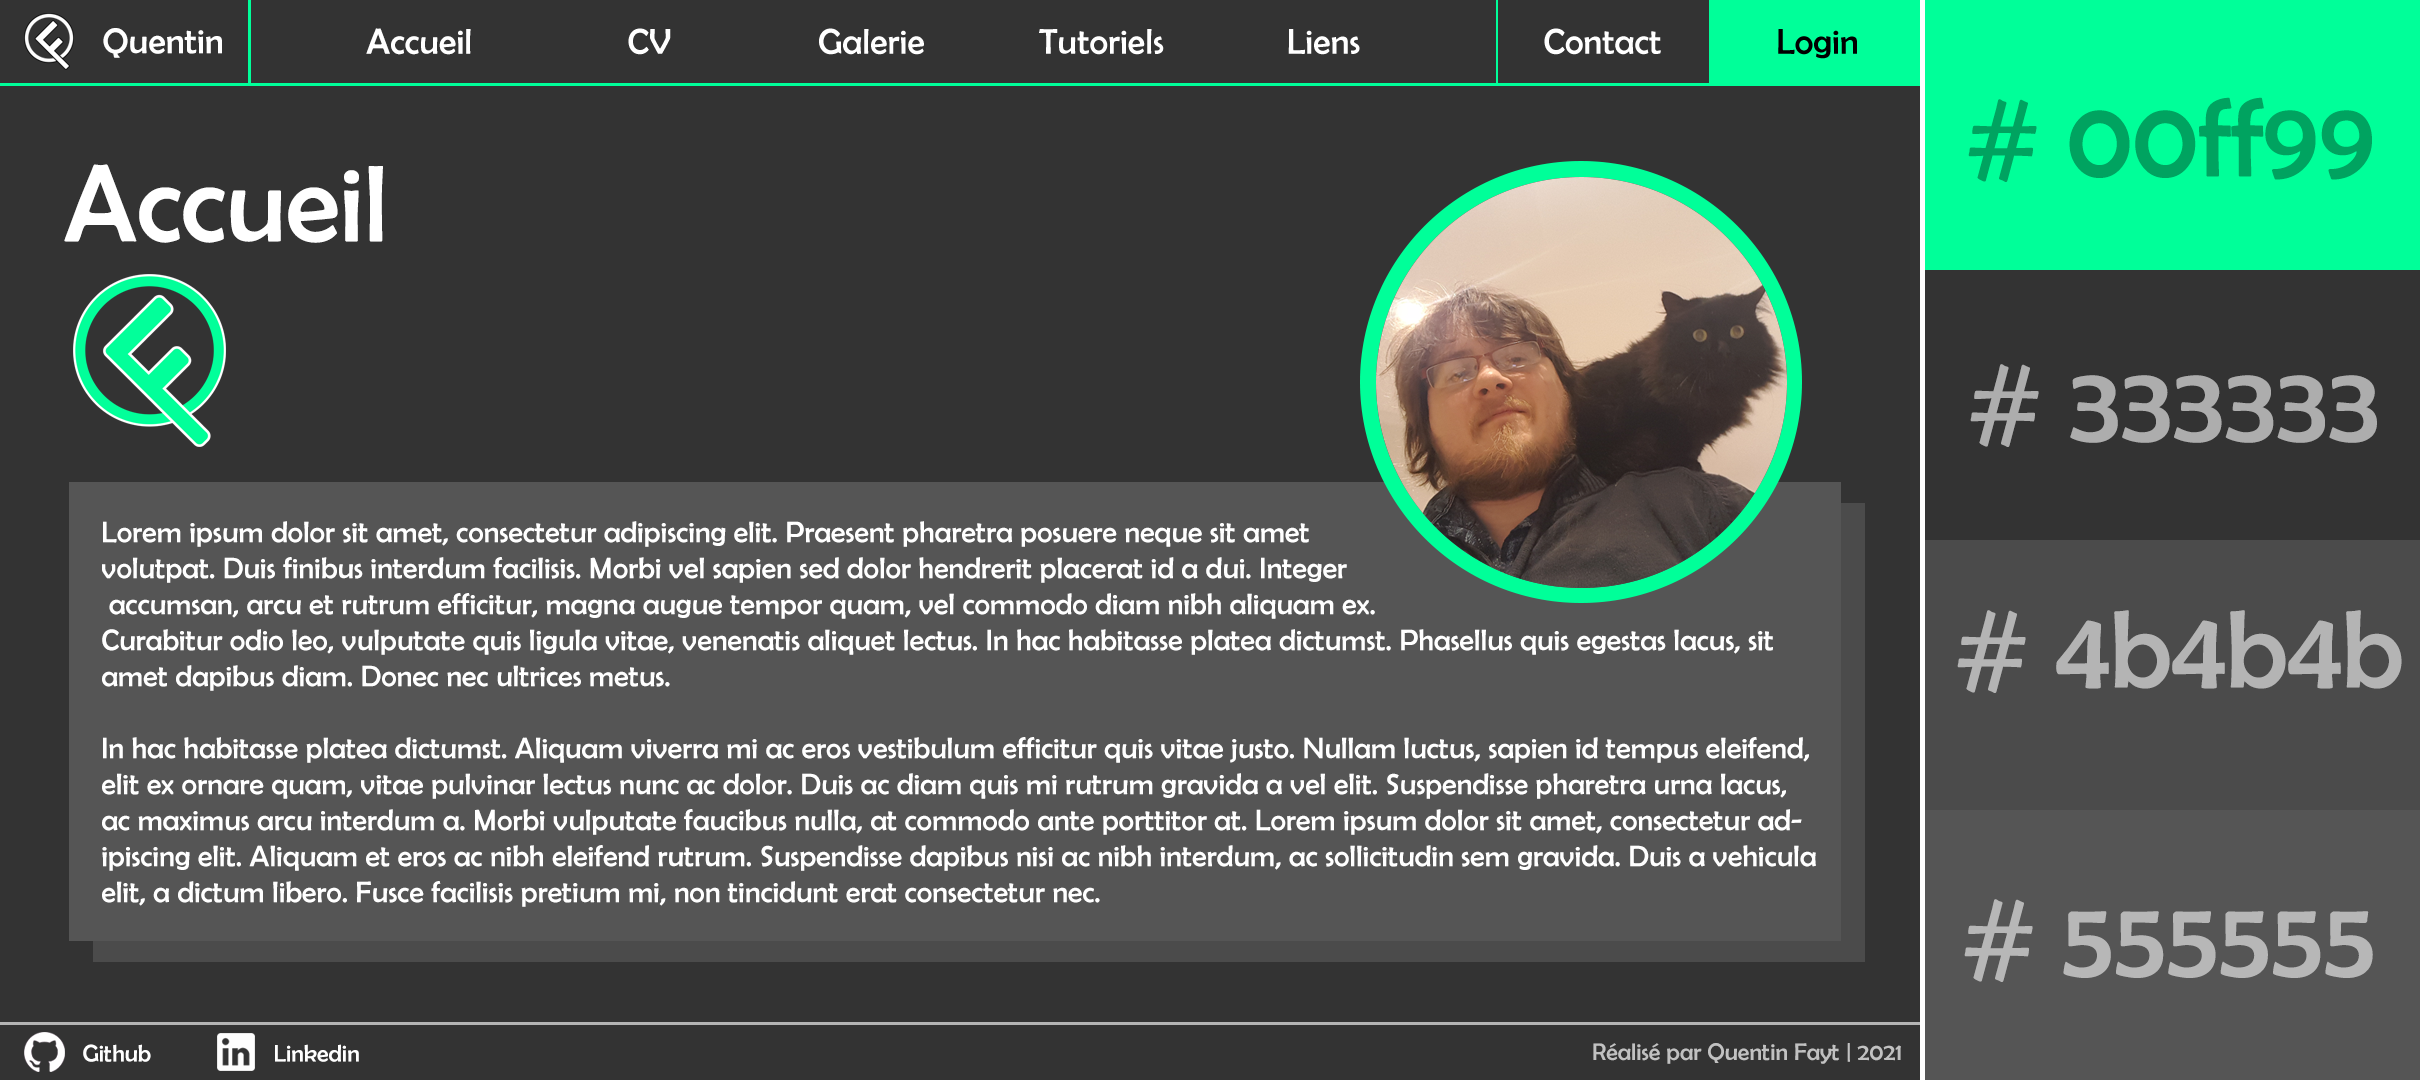 Quentin
Accueil
CV
Galerie
Tutoriels
Liens
Contact
Login
Accueil
Lorem ipsum dolor sit amet, consectetur adipiscing elit. Praesent pharetra posuere neque sit amet
volutpat. Duis finibus interdum facilisis. Morbi vel sapien sed dolor hendrerit placerat id a dui. Integer
accumsan, arcu et rutrum efficitur, magna augue tempor quam, vel commodo diam nibh aliquam ex.
Curabitur odio leo, vulputate quis ligula vitae, venenatis aliquet lectus. In hac habitasse platea dictumst. Phasellus quis egestas lacus, sit
amet dapibus diam. Donec nec ultrices metus.
In hac habitasse platea dictumst. Aliquam viverra mi ac eros vestibulum efficitur quis vitae justo. Nullam luctus, sapien id tempus eleifend,
elit ex ornare quam, vitae pulvinar lectus nunc ac dolor. Duis ac diam quis mi rutrum gravida a vel elit. Suspendisse pharetra urna lacus,
ac maximus arcu interdum a. Morbi vulputate faucibus nulla, at commodo ante porttitor at. Lorem ipsum dolor sit amet, consectetur ad-
ipiscing elit. Aliquam et eros ac nibh eleifend rutrum. Suspendisse dapibus nisi ac nibh interdum, ac sollicitudin sem gravida. Duis a vehicula
elit, a dictum libero. Fusce facilisis pretium mi, non tincidunt erat consectetur nec.
Github
in
Linkedin
Réalisé par Quentin Fayt | 2021
# 00ff99
# 333333
# 4b4b4b
# 555555